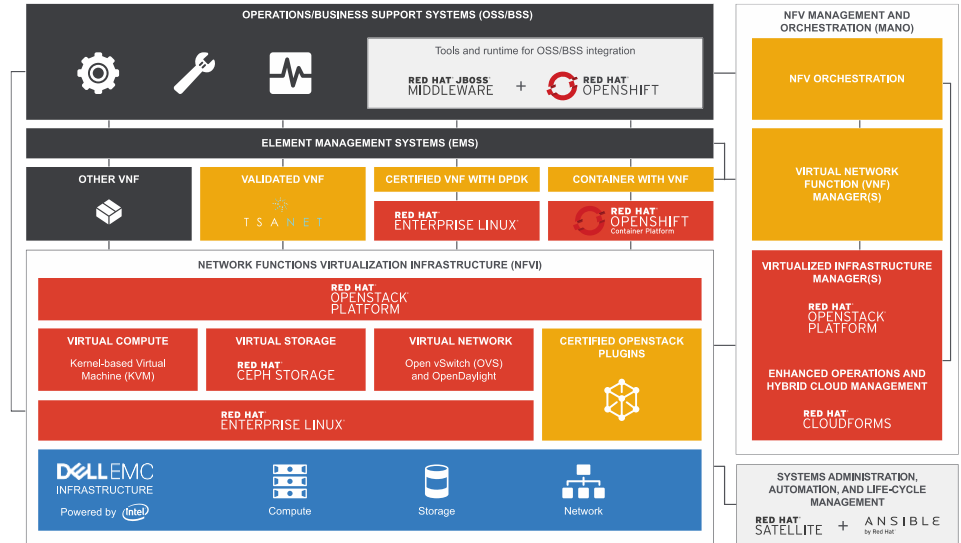 OPERATIONS/BUSINESS SUPPORT SYSTEMS (OSS/BSS)
Tools and runtime for OSS/BSS integration
RED HAT® JBOSS®
MIDDLEWARE
+
RED HAT®
OPENSHIFT
ELEMENT MANAGEMENT SYSTEMS (EMS)
OTHER VNF
VALIDATED VNF
TSANET
CERTIFIED VNF WITH DPDK
RED HAT®
ENTERPRISE LINUX®
CONTAINER WITH VNF
RED HAT®
OPENSHIFT
Container Platform
NETWORK FUNCTIONS VIRTUALIZATION INFRASTRUCTURE (NFVI)
RED HAT®
OPENSTACK®
PLATFORM
VIRTUAL COMPUTE
Kernel-based Virtual
Machine (KVM)
VIRTUAL STORAGE
RED HAT®
CEPH STORAGE
VIRTUAL NETWORK
Open vSwitch (OVS)
and OpenDaylight
CERTIFIED OPENSTACK
PLUGINS
RED HAT®
ENTERPRISE LINUX®
DELLEMC
INFRASTRUCTURE
Powered by intel
Compute
Storage
Network
NFV MANAGEMENT AND
ORCHESTRATION (MANO)
NFV ORCHESTRATION
VIRTUAL NETWORK
FUNCTION (VNF)
MANAGER(S)
VIRTUALIZED INFRASTRUCTURE
MANAGER(S)
RED HAT®
OPENSTACK®
PLATFORM
ENHANCED OPERATIONS AND
HYBRID CLOUD MANAGEMENT
RED HAT®
CLOUDFORMS
SYSTEMS ADMINISTRATION,
AUTOMATION, AND LIFE-CYCLE
MANAGEMENT
RED HAT®
SATELLITE
+
ANSIBLE
by Red Hat®